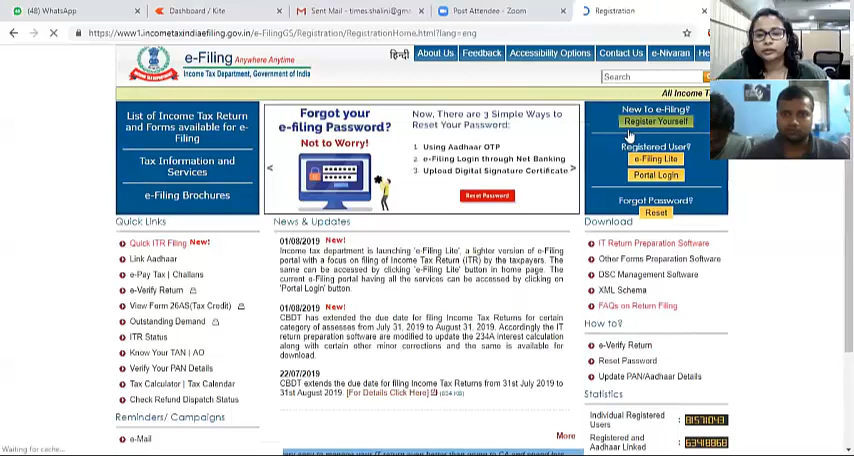 (48) WhatsApp
Dashboard / Kite
Sent Mail - times.shalini@gm
Post Attendee - Zoom
Registration
https://www1.incometaxindiaefiling.gov.in/e-FilingGS/Registration/RegistrationHome.html?lang=eng
e-Filing Anywhere Anytime
Income Tax Department, Government of India
हिन्दी
About Us
Feedback
Accessibility Options
Contact Us
e-Nivaran
He
Search
All Income T
List of Income Tax Return
and Forms available for e-
Filing
Tax Information and
Services
e-Filing Brochures
Forgot your
e-filing Password?
Not to Worry!
Now, There are 3 Simple Ways to
Reset Your Password:
1. Using Aadhaar OTP
2. e-Filing Login through Net Banking
3. Upload Digital Signature Certificate
Reset Password
<
>
New To e-Filing?
Register Yourself
Registered User?
e-Filing Lite
Portal Login
Forgot Password?
Reset
Quick Links
Quick ITR Filing New!
Link Aadhaar
e-Pay Tax | Challans
e-Verify Return
View Form 26AS(Tax Credit)
Outstanding Demand
ITR Status
Know Your TAN | AO
Verify Your PAN Details
Tax Calculator | Tax Calendar
Check Refund Dispatch Status
Reminders/ Campaigns
e-Mail
News & Updates
01/08/2019 New!
Income tax department is launching 'e-Filing Lite', a lighter version of e-Filing
portal with a focus on filing of Income Tax Return (ITR) by the taxpayers. The
same can be accessed by clicking 'e-Filing Lite' button in home page. The
current e-Filing portal having all the services can be accessed by clicking on
'Portal Login' button.
01/08/2019 New!
CBDT has extended the due date for filing Income Tax Returns for certain
category of assesses from July 31, 2019 to August 31, 2019. Accordingly the IT
return preparation software are modified to update the 234A interest calculation
along with certain other minor corrections and the same is available for
download.
22/07/2019
CBDT extends the due date for filing Income Tax Returns from 31st July 2019 to
31st August 2019. [For Details Click Here]
More
Download
IT Return Preparation Software
Other Forms Preparation Software
DSC Management Software
XML Schema
FAQs on Return Filing
How to?
e-Verify Return
Reset Password
Update PAN/Aadhaar Details
Statistics
Individual Registered
Users : 81571043
Registered and
Aadhaar Linked : 63418868
Waiting for cache...